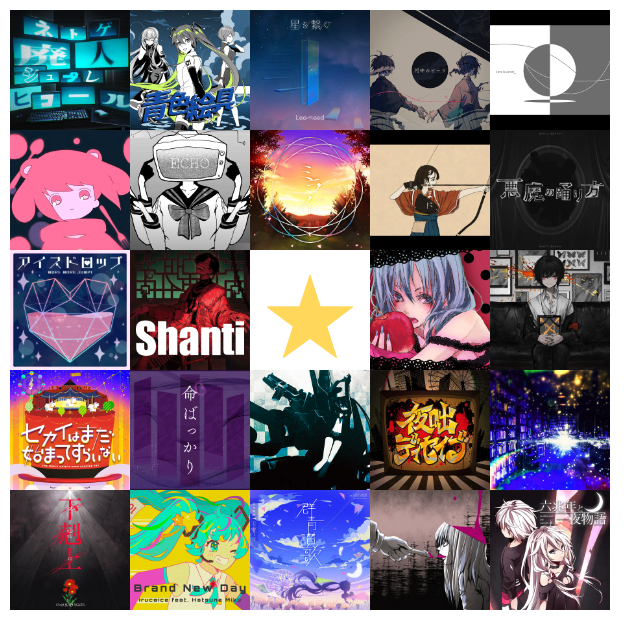 ネトゲ
廃人
シュプレ
ヒコール
青色絵具
星を繋ぐ
Leo-need
ECHO
ミラー
悪魔の踊り方
アイスドロップ
Shanti
セカイはまだ
始まってすらいない
命ばっかり
夜咄
ディセイブ
下剋上
Brand New Day
irucaice feat. Hatsune Miku
群青讃歌
六兆年と
一夜物語